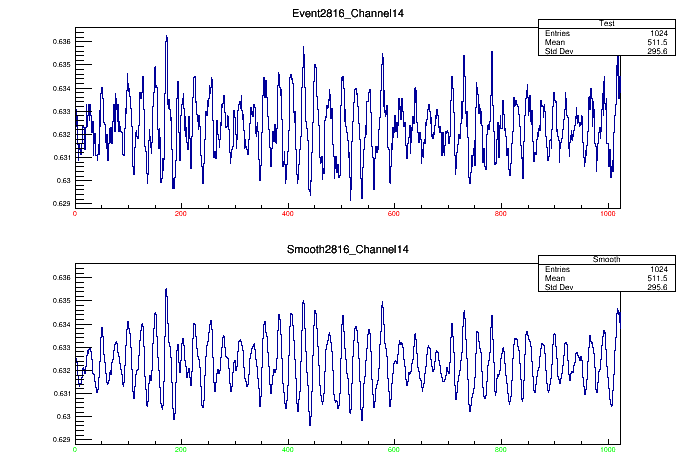 Event2816_Channel14
Test
Entries 1024
Mean 511.5
Std Dev 295.6
0.636
0.635
0.634
0.633
0.632
0.631
0.63
0.629
0 200 400 600 800 1000
Smooth2816_Channel14
Smooth
Entries 1024
Mean 511.5
Std Dev 295.6
0.636
0.635
0.634
0.633
0.632
0.631
0.63
0.629
0 200 400 600 800 1000